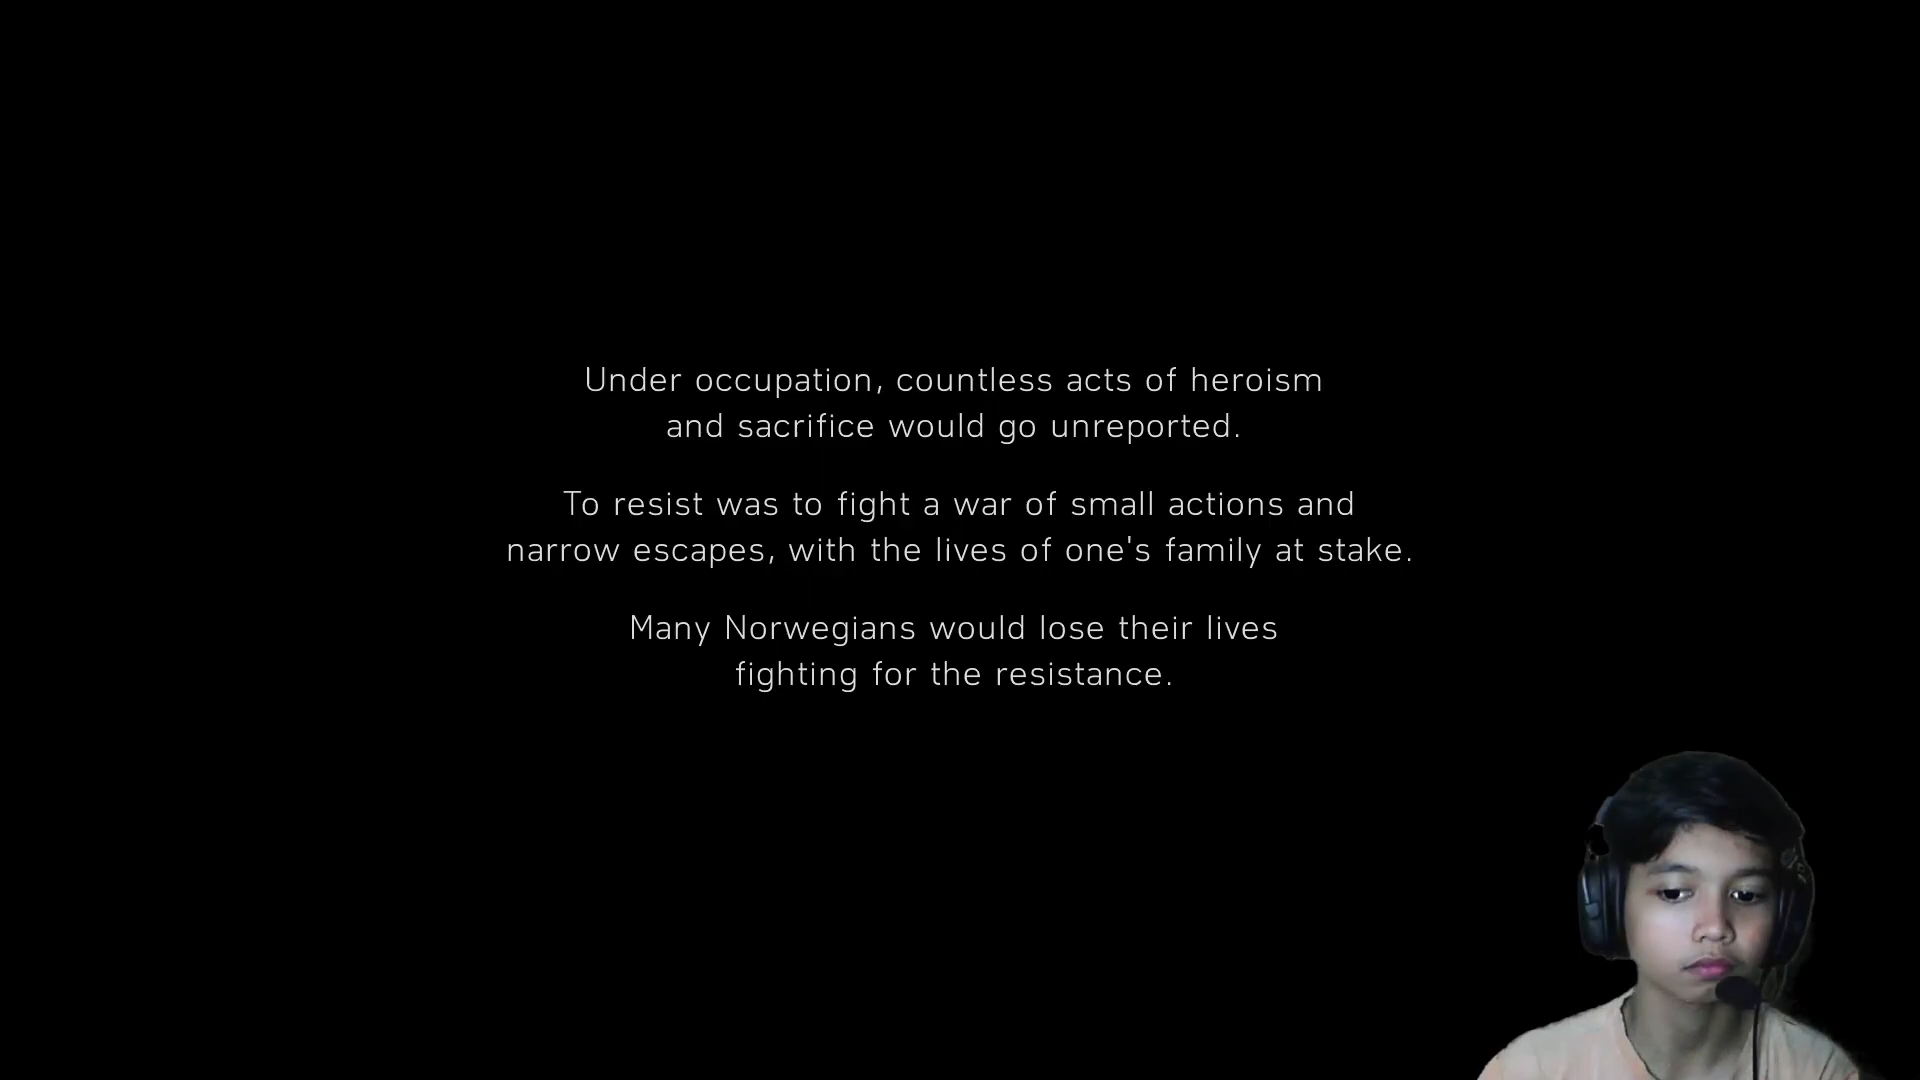 Under occupation, countless acts of heroism
and sacrifice would go unreported.
To resist was to fight a war of small actions and
narrow escapes, with the lives of one's family at stake.
Many Norwegians would lose their lives
fighting for the resistance.